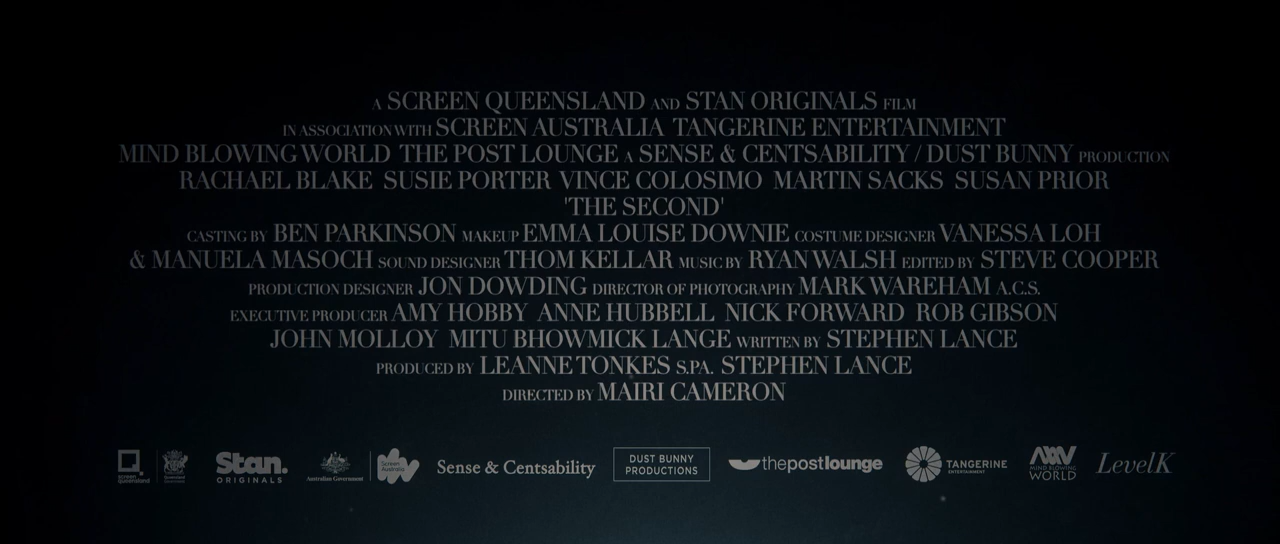 A SCREEN QUEENSLAND AND STAN ORIGINALS FILM
IN ASSOCIATION WITH SCREEN AUSTRALIA TANGERINE ENTERTAINMENT
MIND BLOWING WORLD THE POST LOUNGE A SENSE & CENTSABILITY / DUST BUNNY PRODUCTION
RACHAEL BLAKE SUSIE PORTER VINCE COLOSIMO MARTIN SACKS SUSAN PRIOR
'THE SECOND'
CASTING BY BEN PARKINSON MAKEUP EMMA LOUISE DOWNIE COSTUME DESIGNER VANESSA LOH
& MANUELA MASOCH SOUND DESIGNER THOM KELLAR MUSIC BY RYAN WALSH EDITED BY STEVE COOPER
PRODUCTION DESIGNER JON DOWDING DIRECTOR OF PHOTOGRAPHY MARK WAREHAM A.C.S.
EXECUTIVE PRODUCER AMY HOBBY ANNE HUBBELL NICK FORWARD ROB GIBSON
JOHN MOLLOY MITU BHOWMICK LANGE WRITTEN BY STEPHEN LANCE
PRODUCED BY LEANNE TONKES S.PA. STEPHEN LANCE
DIRECTED BY MAIRI CAMERON
screen queensland
Queensland Government
Stan.
ORIGINALS
Australian Government
Screen Australia
Sense & Centsability
DUST BUNNY
PRODUCTIONS
thepostlounge
TANGERINE
ENTERTAINMENT
MIND BLOWING
WORLD
LevelK